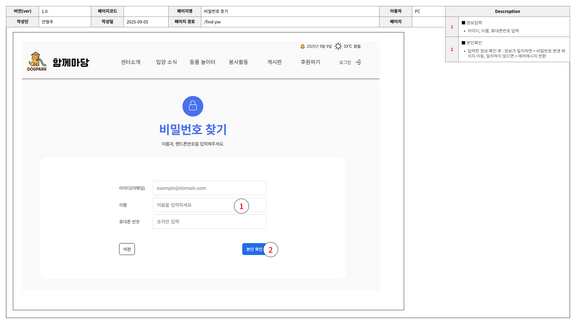 버전(ver) 1.0 페이지코드 페이지명 비밀번호 찾기 이용자 PC Descroption
작성인 안형주 작성일 2025-09-05 페이지 경로 /find-pw 페이지
1 ■ 정보입력
• 아이디, 이름, 휴대폰번호 입력
2 ■ 본인확인
• 입력한 정보 확인 후 : 정보가 일치하면 > 비밀번호 변경 페이지 이동, 일치하지 않으면 > 에러메시지 반환
2025년 9월 9일 33°C 맑음
DOGPARK 함께마당 센터소개 입양 소식 동물 놀이터 봉사활동 게시판 후원하기 로그인
비밀번호 찾기
이름과, 핸드폰번호를 입력해주세요.
아이디(이메일) example@domain.com
이름 이름을 입력하세요 1
휴대폰 번호 숫자만 입력
이전 본인 확인 2